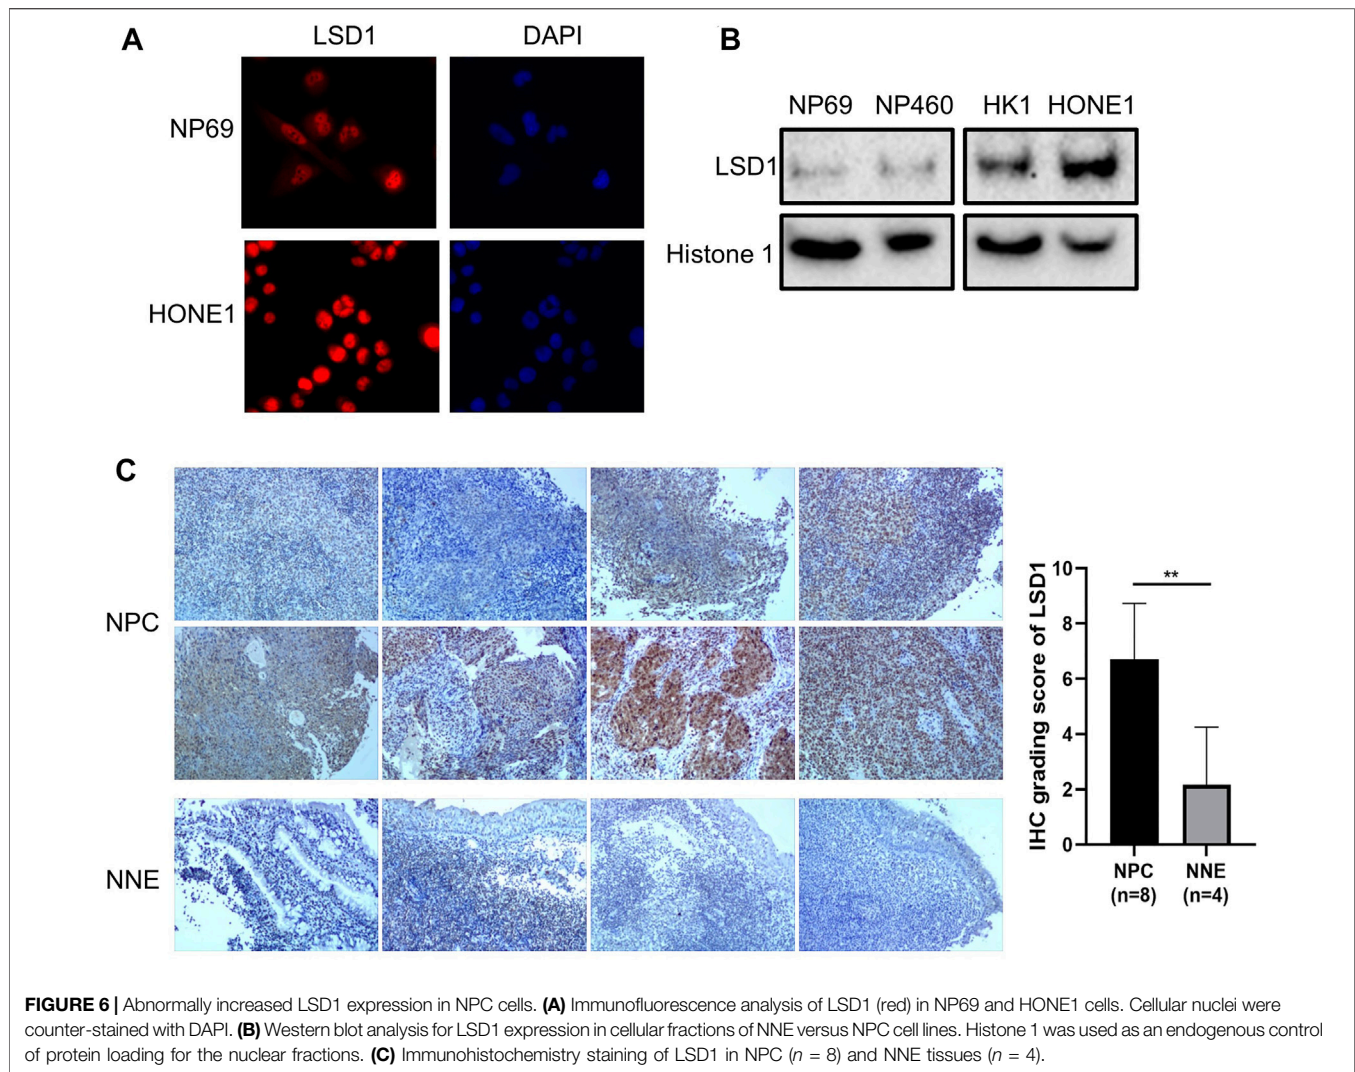 A
LSD1
DAPI
NP69
HONE1
B
NP69 NP460 HK1 HONE1
LSD1
Histone 1
C
NPC
NNE
IHC grading score of LSD1
10
8
6
4
2
0
**
NPC
(n=8)
NNE
(n=4)
FIGURE 6 | Abnormally increased LSD1 expression in NPC cells. (A) Immunofluorescence analysis of LSD1 (red) in NP69 and HONE1 cells. Cellular nuclei were
counter-stained with DAPI. (B) Western blot analysis for LSD1 expression in cellular fractions of NNE versus NPC cell lines. Histone 1 was used as an endogenous control
of protein loading for the nuclear fractions. (C) Immunohistochemistry staining of LSD1 in NPC (n = 8) and NNE tissues (n = 4).